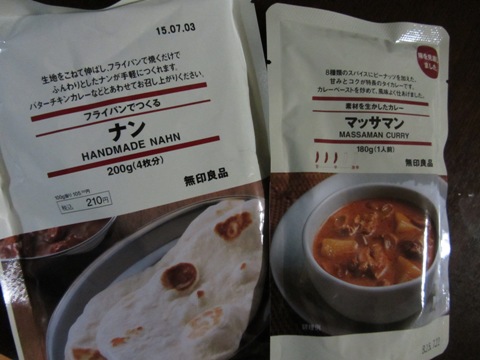 15.07.03
生地をこねて伸ばし、フライパンで焼くだけで
ふんわりとしたナンが手軽につくれます。
バターチキンカレーなどとあわせてお召し上がりください。
フライパンでつくる
ナン
HANDMADE NAHN
200g(4枚分)
無印良品
税込 210円
8種類のスパイスにピーナッツを加えた、
甘みとコクが特長のタイカレーです。
カレーペーストを炒めて、風味よく仕上げました。
素材を生かしたカレー
マッサマン
MASSAMAN CURRY
180g(1人前)
無印良品